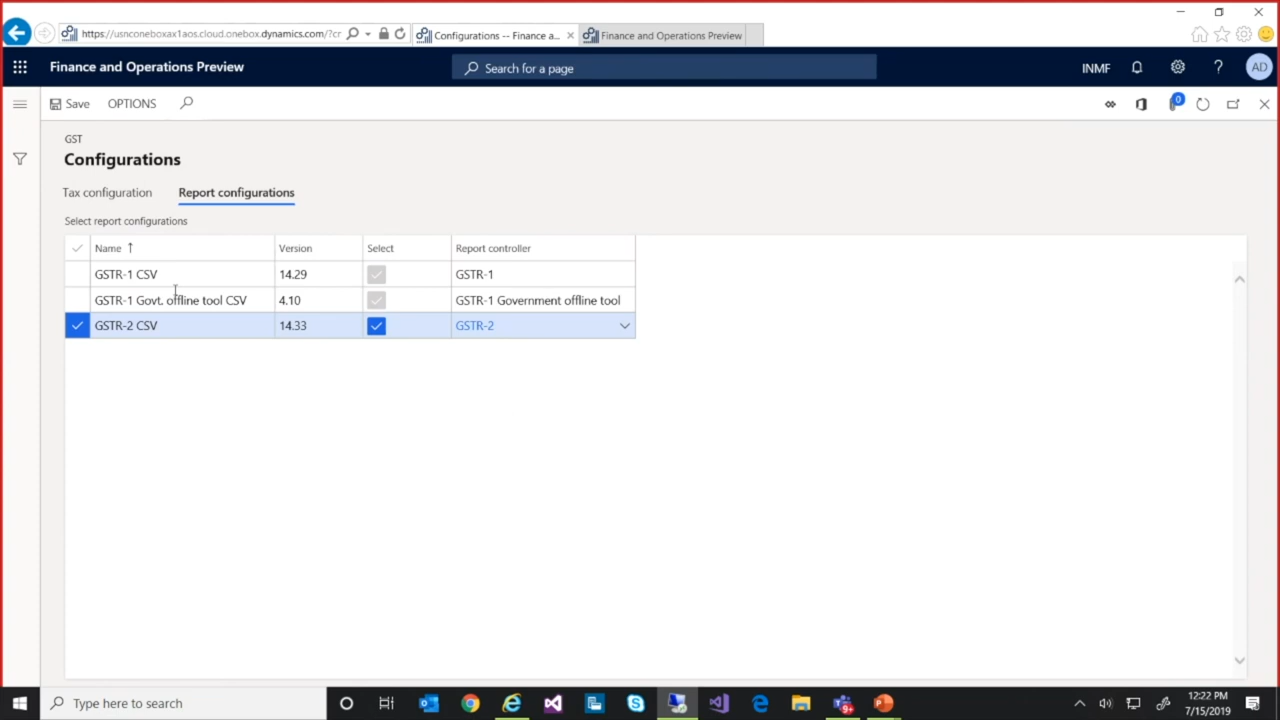 https://usnconeboxax1aos.cloud.onebox.dynamics.com/?cr
Configurations -- Finance a...
Finance and Operations Preview
Finance and Operations Preview
Search for a page
INMF
?
AD
Save
OPTIONS
0
GST
Configurations
Tax configuration
Report configurations
Select report configurations
Name ↑ Version Select Report controller
GSTR-1 CSV 14.29 GSTR-1
GSTR-1 Govt. offline tool CSV 4.10 GSTR-1 Government offline tool
GSTR-2 CSV 14.33 GSTR-2
Type here to search
9+
12:22 PM
7/15/2019